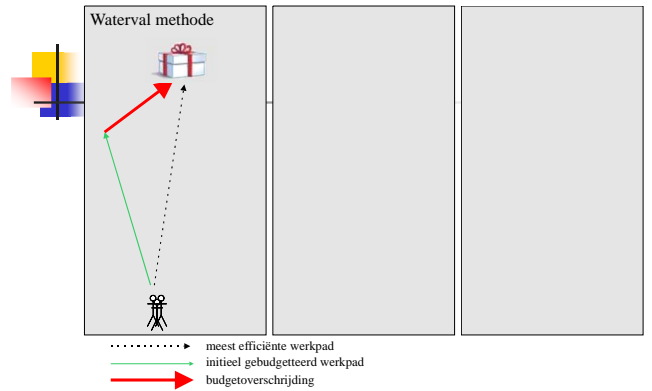 Waterval methode
meest efficiënte werkpad
initieel gebudgetteerd werkpad
budgetoverschrijding